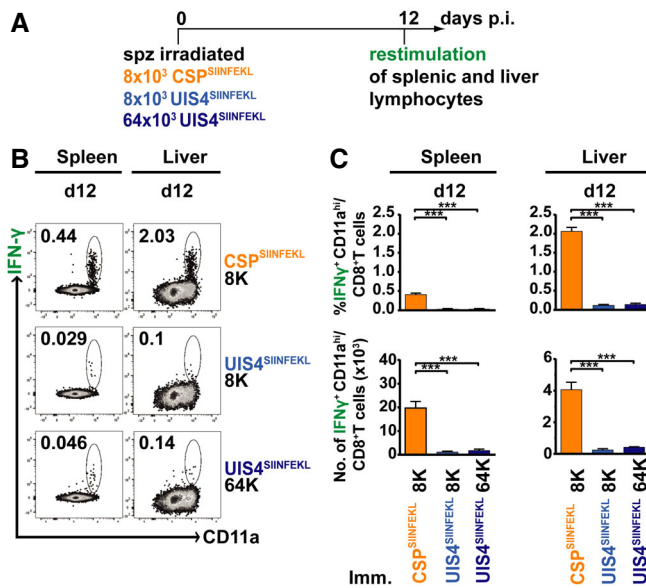 A
0 12 days p.i.
spz irradiated
8x10³ CSP^SIINFEKL
8x10³ UIS4^SIINFEKL
64x10³ UIS4^SIINFEKL
restimulation
of splenic and liver
lymphocytes
B
Spleen Liver
d12 d12
IFN-γ
0.44 2.03
CSP^SIINFEKL
8K
0.029 0.1
UIS4^SIINFEKL
8K
0.046 0.14
UIS4^SIINFEKL
64K
CD11a
C
Spleen Liver
d12 d12
%IFNγ⁺ CD11a^hi/
CD8⁺T cells
2.5
2.0
1.5
1.0
0.5
0.0
***
***
2.5
2.0
1.5
1.0
0.5
0.0
***
***
No. of IFNγ⁺ CD11a^hi/
CD8⁺T cells (x10³)
40
30
20
10
0
***
***
6
4
2
0
***
***
8K 8K 64K 8K 8K 64K
Imm. CSP^SIINFEKL UIS4^SIINFEKL UIS4^SIINFEKL CSP^SIINFEKL UIS4^SIINFEKL UIS4^SIINFEKL